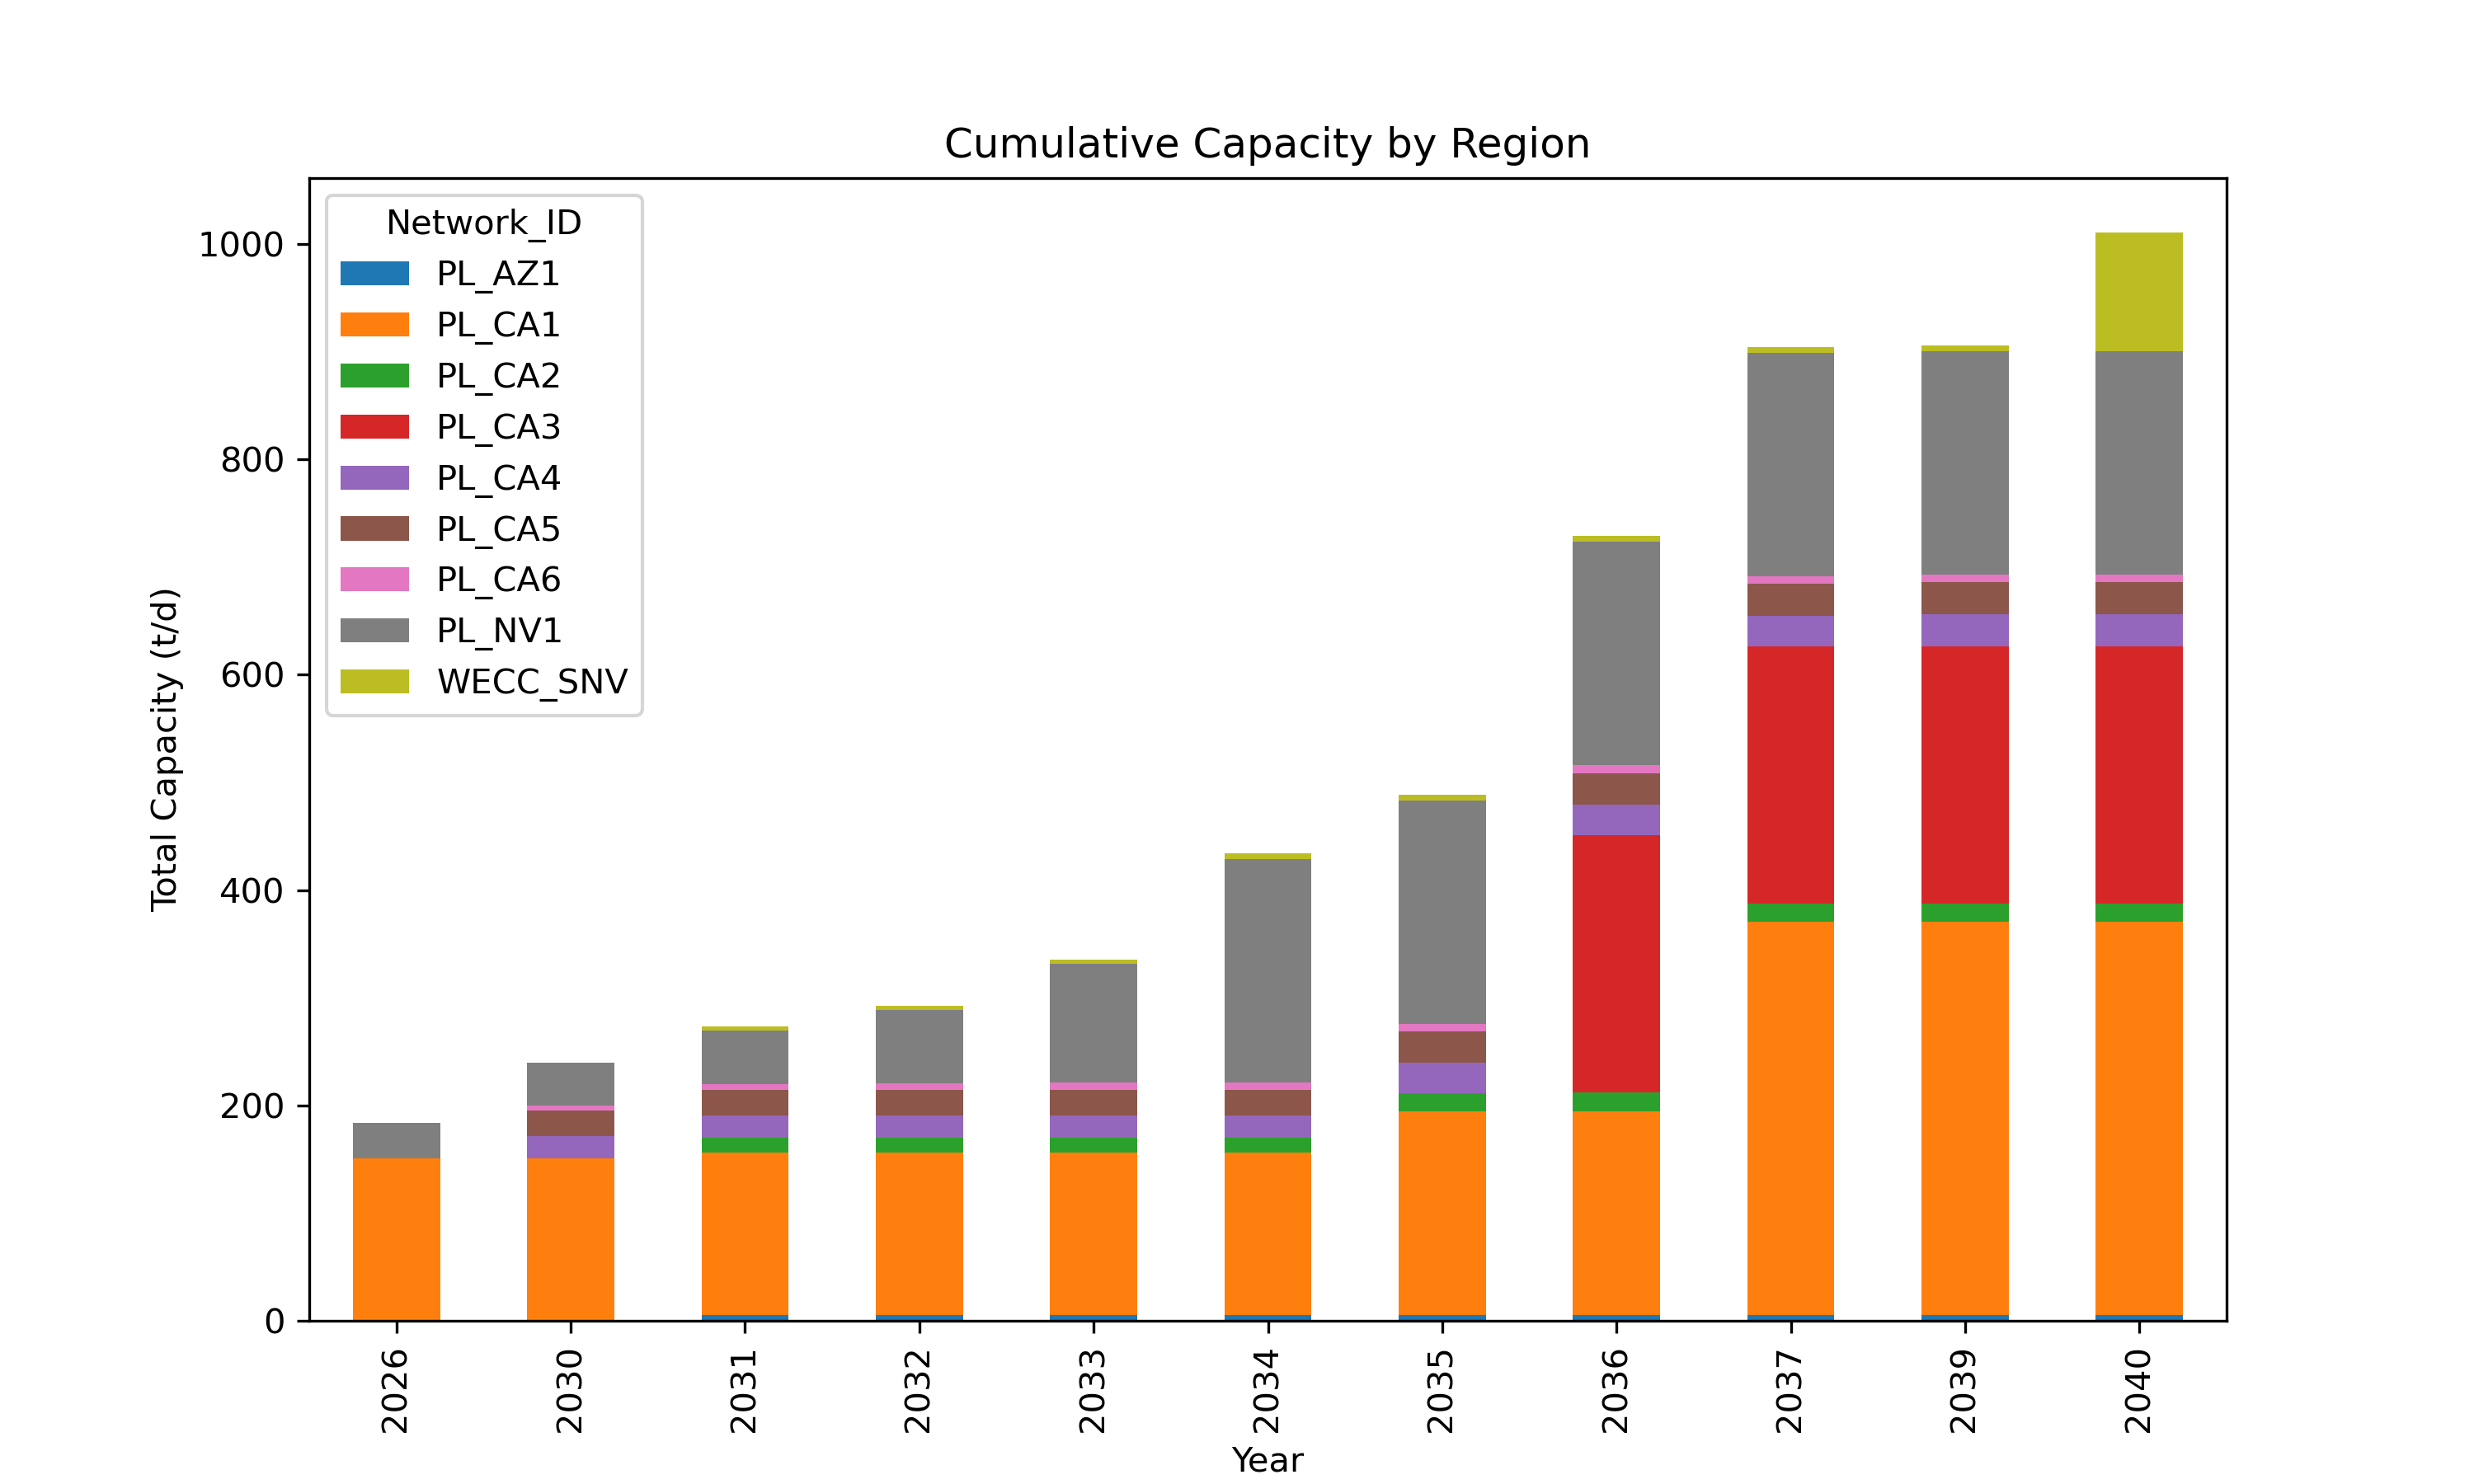 Cumulative Capacity by Region
Network_ID
PL_AZ1
PL_CA1
PL_CA2
PL_CA3
PL_CA4
PL_CA5
PL_CA6
PL_NV1
WECC_SNV
Total Capacity (t/d)
1000
800
600
400
200
0
2026
2030
2031
2032
2033
2034
2035
2036
2037
2039
2040
Year